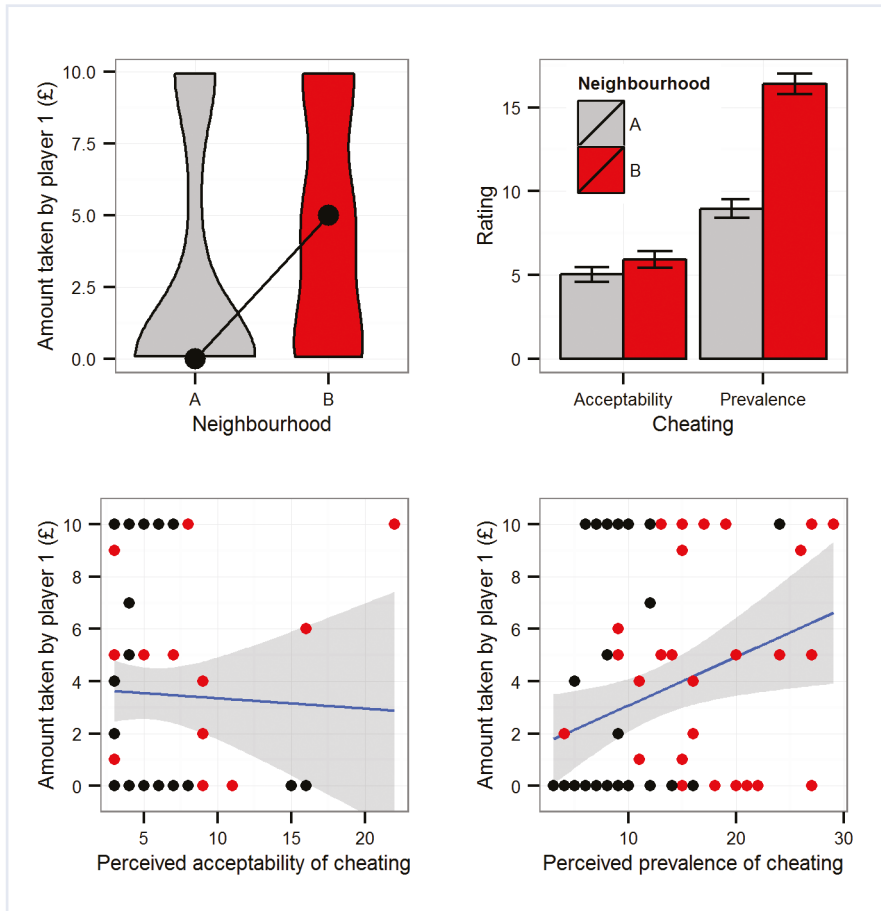 Amount taken by player 1 (£)
10.0
7.5
5.0
2.5
0.0
A
B
Neighbourhood
Rating
15
10
5
0
Neighbourhood
A
B
Acceptability
Prevalence
Cheating
Amount taken by player 1 (£)
10
8
6
4
2
0
5
10
15
20
Perceived acceptability of cheating
Amount taken by player 1 (£)
10
8
6
4
2
0
10
20
30
Perceived prevalence of cheating